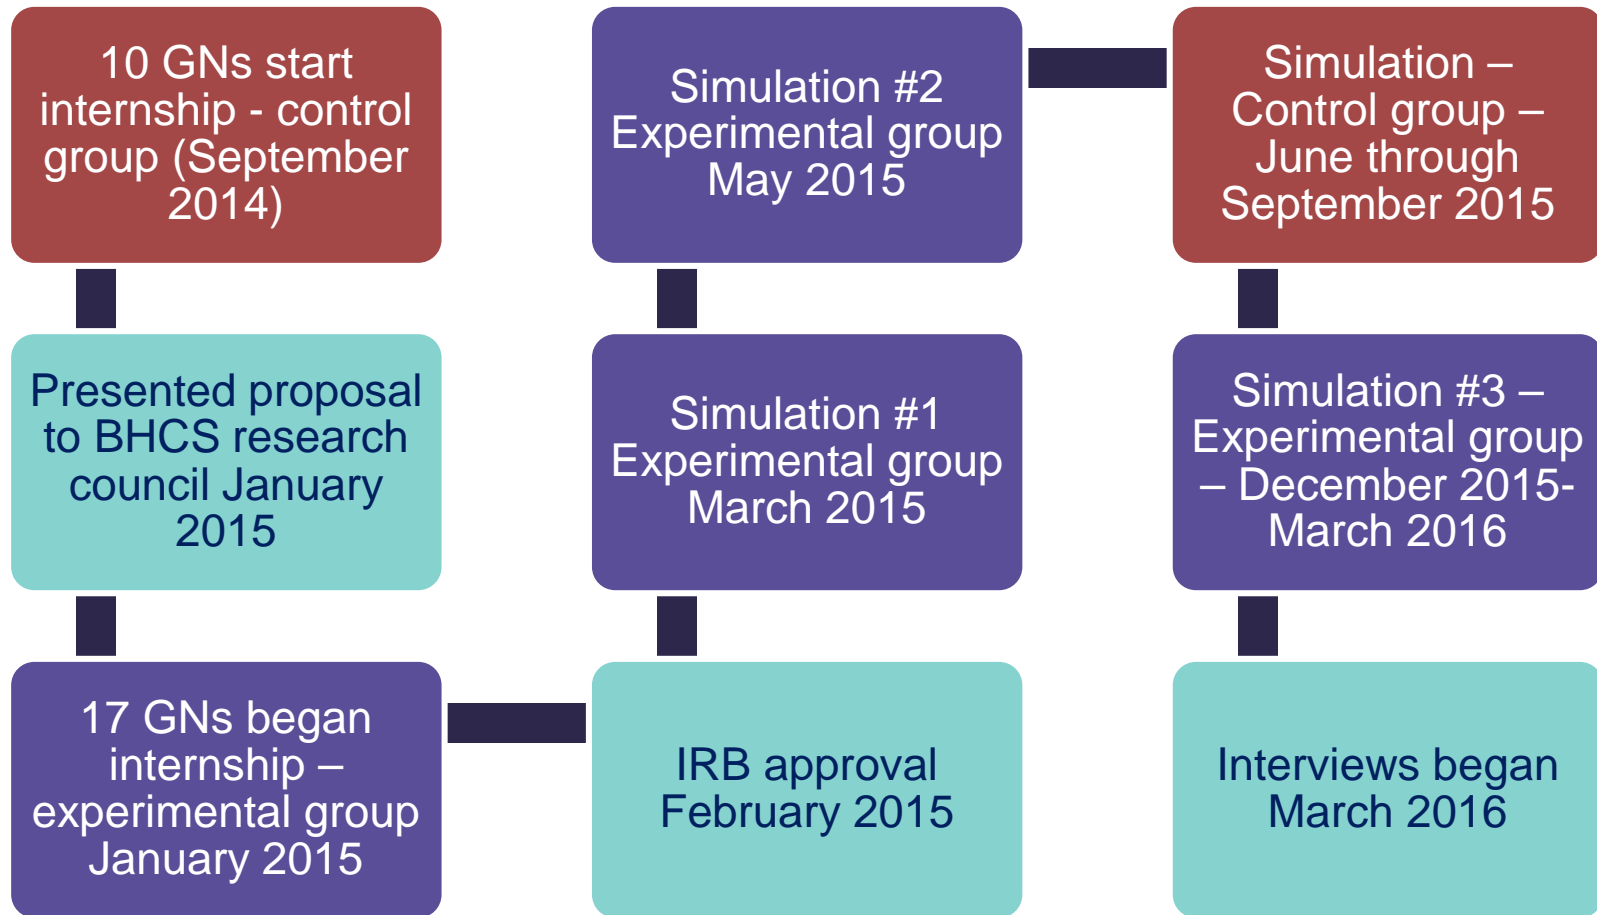 10 GNs start
internship - control
group (September
2014)
Presented proposal
to BHCS research
council January
2015
17 GNs began
internship –
experimental group
January 2015
IRB approval
February 2015
Simulation #1
Experimental group
March 2015
Simulation #2
Experimental group
May 2015
Simulation –
Control group –
June through
September 2015
Simulation #3 –
Experimental group
– December 2015-
March 2016
Interviews began
March 2016